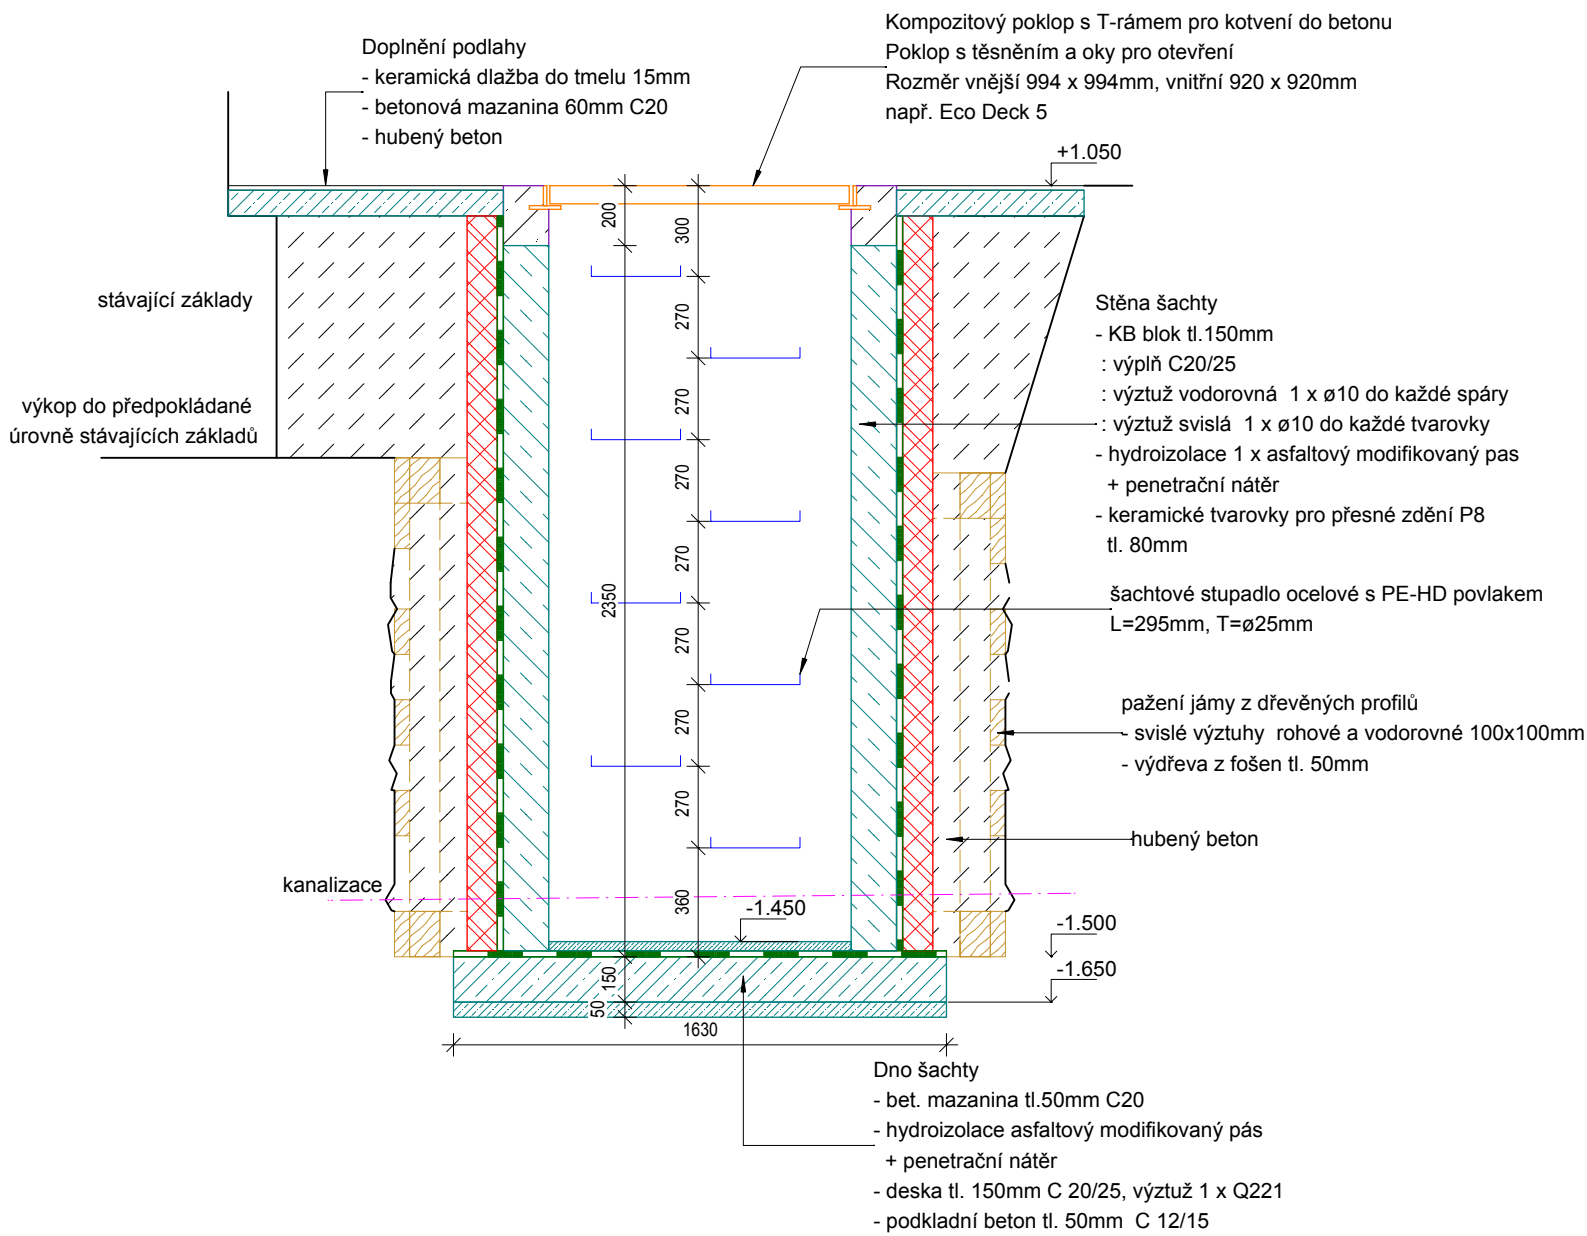 Kompozitový poklop s T-rámem pro kotvení do betonu
Poklop s těsněním a oky pro otevření
Rozměr vnější 994 x 994mm, vnitřní 920 x 920mm
např. Eco Deck 5
Doplnění podlahy
- keramická dlažba do tmelu 15mm
- betonová mazanina 60mm C20
- hubený beton
+1.050
200
300
270
270
270
270
270
270
270
360
2350
150
50
1630
stávající základy
výkop do předpokládané
úrovně stávajících základů
kanalizace
Stěna šachty
- KB blok tl.150mm
: výplň C20/25
: výztuž vodorovná 1 x ø10 do každé spáry
: výztuž svislá 1 x ø10 do každé tvarovky
- hydroizolace 1 x asfaltový modifikovaný pas
+ penetrační nátěr
- keramické tvarovky pro přesné zdění P8
tl. 80mm
šachtové stupadlo ocelové s PE-HD povlakem
L=295mm, T=ø25mm
pažení jámy z dřevěných profilů
- svislé výztuhy rohové a vodorovné 100x100mm
- výdřeva z fošen tl. 50mm
hubený beton
-1.450
-1.500
-1.650
Dno šachty
- bet. mazanina tl.50mm C20
- hydroizolace asfaltový modifikovaný pás
+ penetrační nátěr
- deska tl. 150mm C 20/25, výztuž 1 x Q221
- podkladní beton tl. 50mm C 12/15